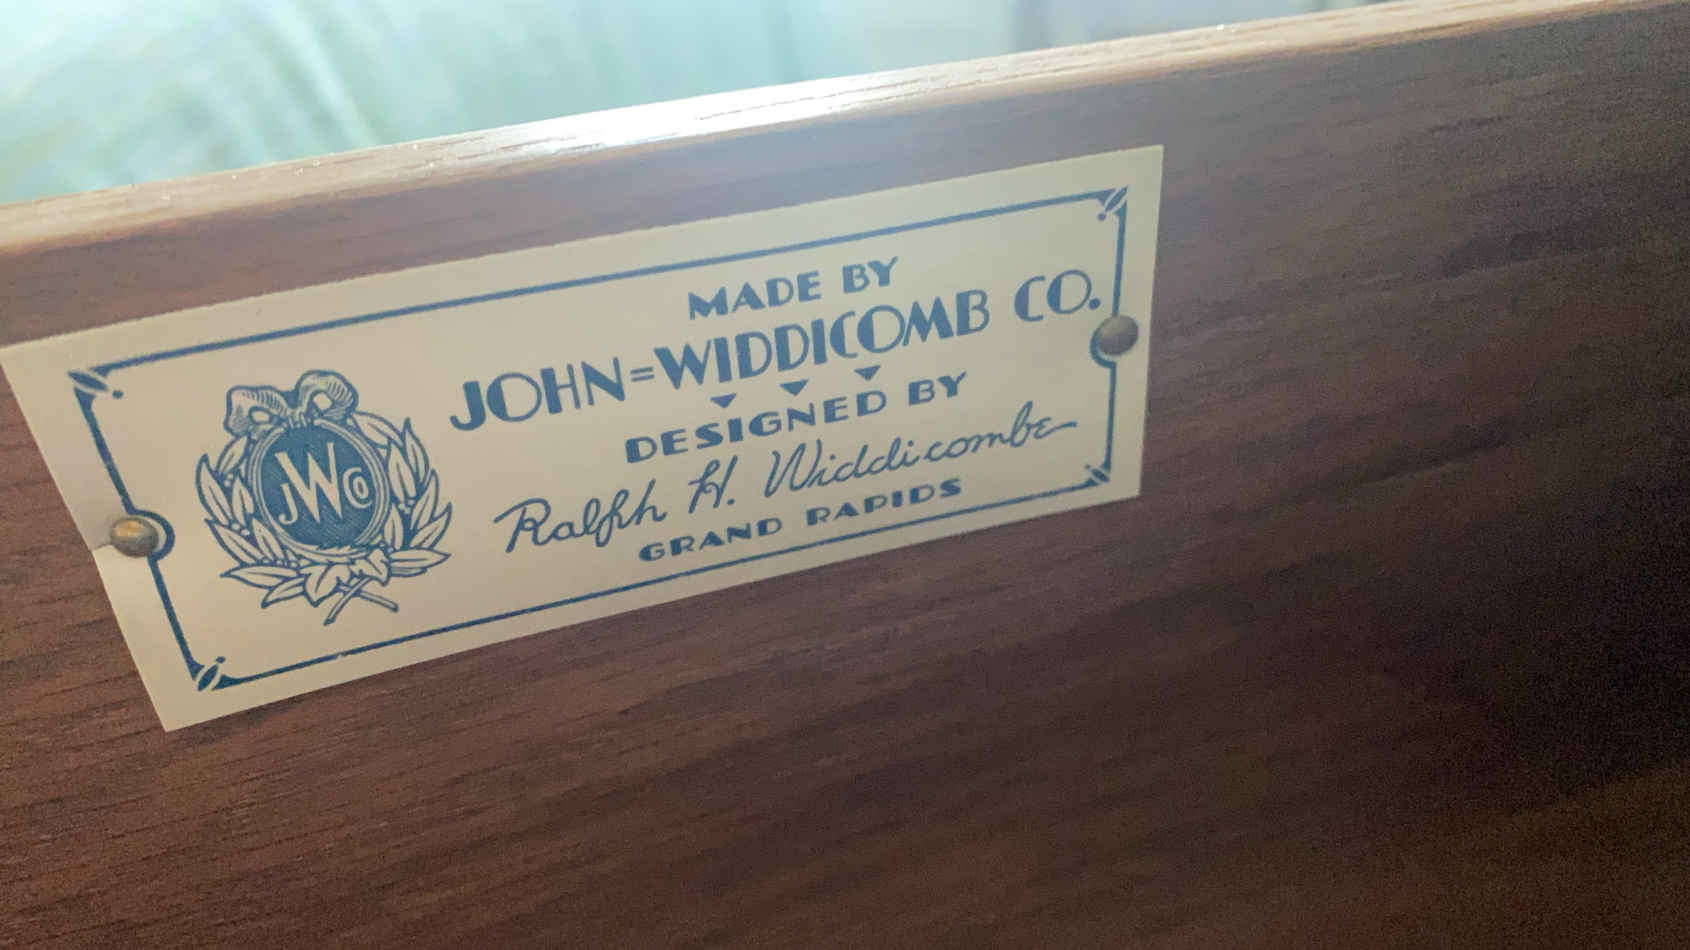 MADE BY
JOHN=WIDDICOMB CO.
DESIGNED BY
Ralph H. Widdicombe
GRAND RAPIDS
JWCo